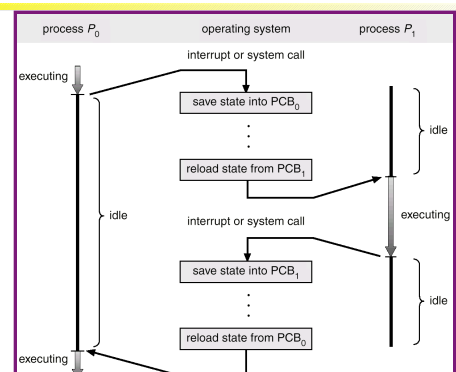 process P₀ operating system process P₁
interrupt or system call
executing
save state into PCB₀
idle
reload state from PCB₁
idle
interrupt or system call
executing
save state into PCB₁
idle
reload state from PCB₀
executing